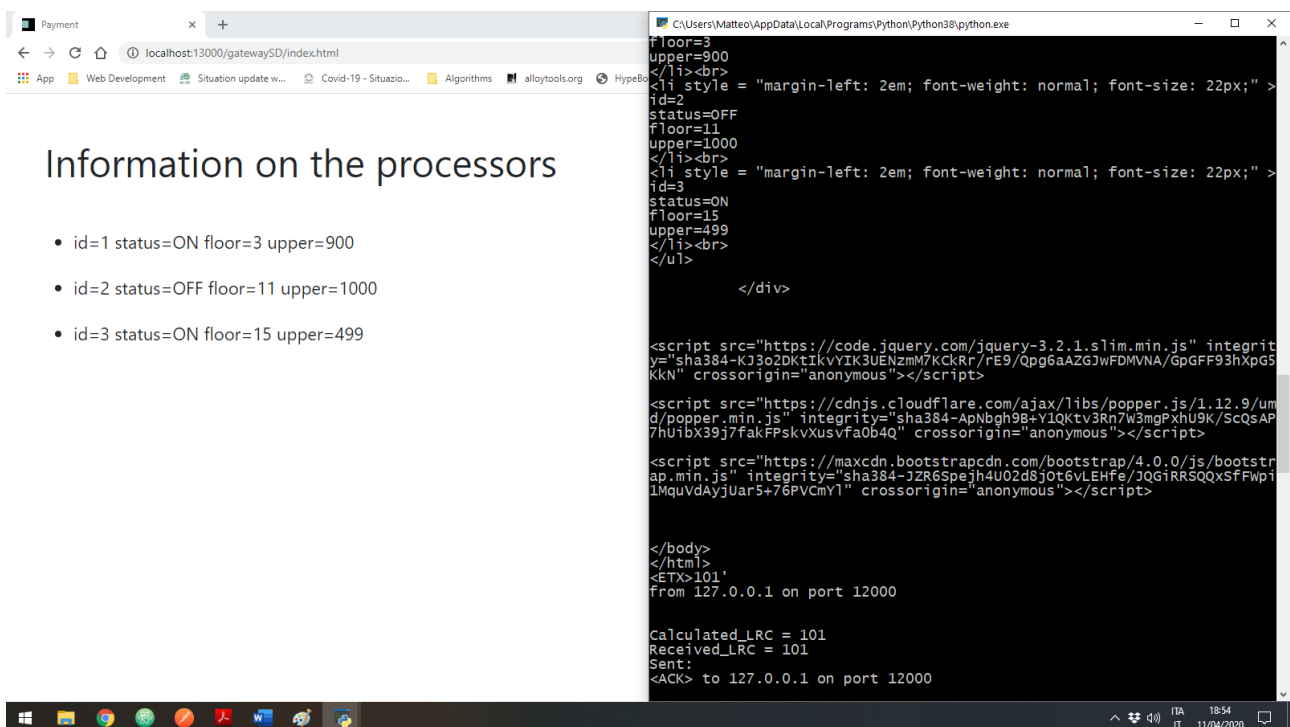 Payment
localhost:13000/gatewaySD/index.html
App Web Development Situation update w... Covid-19 - Situazio... Algorithms alloytools.org HypeBo
Information on the processors
id=1 status=ON floor=3 upper=900
id=2 status=OFF floor=11 upper=1000
id=3 status=ON floor=15 upper=499
C:\Users\Matteo\AppData\Local\Programs\Python\Python38\python.exe
floor=3
upper=900
</li><br>
<li style = "margin-left: 2em; font-weight: normal; font-size: 22px;" >
id=2
status=OFF
floor=11
upper=1000
</li><br>
<li style = "margin-left: 2em; font-weight: normal; font-size: 22px;" >
id=3
status=ON
floor=15
upper=499
</li><br>
</ul>
</div>
<script src="https://code.jquery.com/jquery-3.2.1.slim.min.js" integrit
y="sha384-KJ3o2DKtIkvYIK3UENzmM7KCkRr/rE9/Qpg6aAZGJwFDMVNA/GpGFF93hXpG5
KkN" crossorigin="anonymous"></script>
<script src="https://cdnjs.cloudflare.com/ajax/libs/popper.js/1.12.9/um
d/popper.min.js" integrity="sha384-ApNbgh9B+Y1QKtv3Rn7W3mgPxhU9K/ScQsAP
7hUibX39j7fakFPskvXusvfa0b4Q" crossorigin="anonymous"></script>
<script src="https://maxcdn.bootstrapcdn.com/bootstrap/4.0.0/js/bootstr
ap.min.js" integrity="sha384-JZR6Spejh4U02d8jOt6vLEHfe/JQGiRRSQQxSfFWpi
1MquVdAyjUar5+76PVCmYl" crossorigin="anonymous"></script>
</body>
</html>
<ETX>101'
from 127.0.0.1 on port 12000
Calculated_LRC = 101
Received_LRC = 101
Sent:
<ACK> to 127.0.0.1 on port 12000
ITA 18:54
IT 11/04/2020